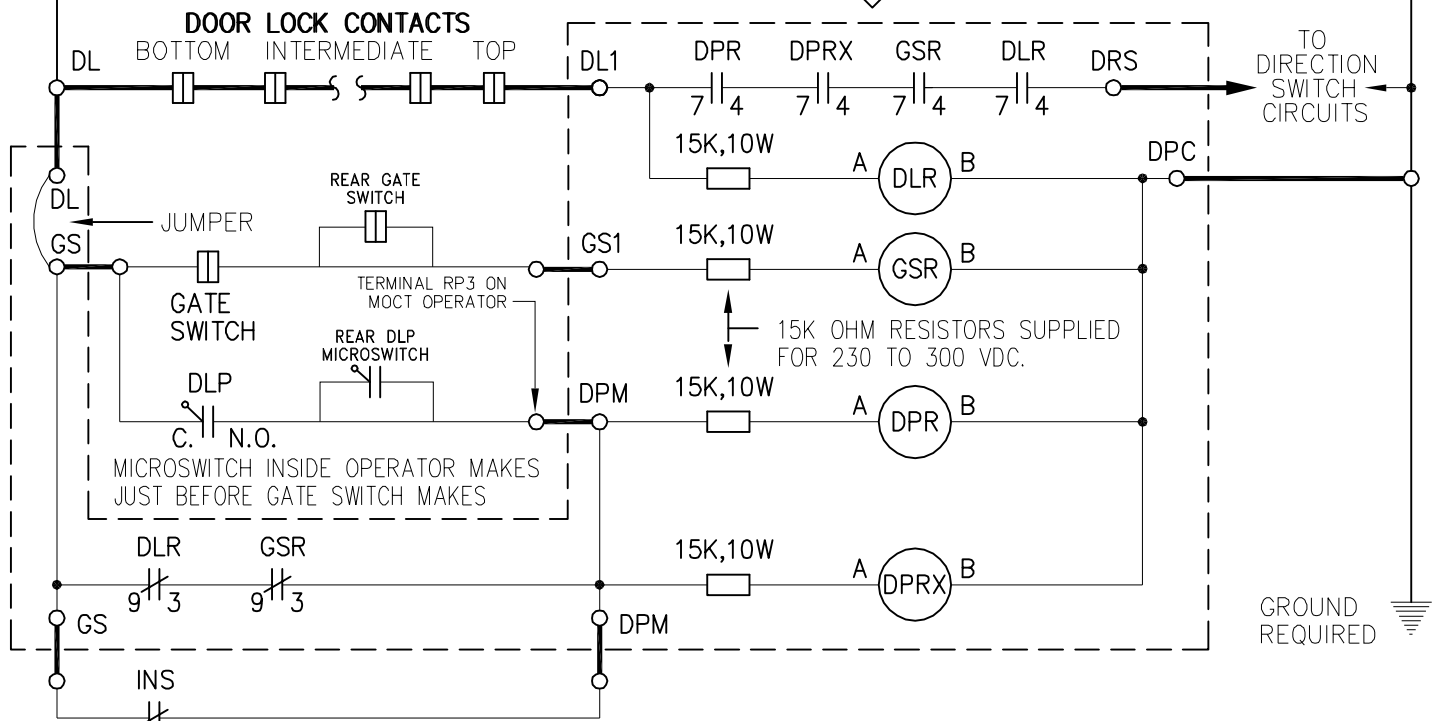 DOOR LOCK CONTACTS
DL
BOTTOM
INTERMEDIATE
TOP
DL1
DPR
7 4
DPRX
7 4
GSR
7 4
DLR
7 4
DRS
TO
DIRECTION
SWITCH
CIRCUITS
15K,10W
A
DLR
B
DPC
DL
JUMPER
REAR GATE
SWITCH
GS
GATE
SWITCH
GS1
15K,10W
A
GSR
B
TERMINAL RP3 ON
MOCT OPERATOR
15K OHM RESISTORS SUPPLIED
FOR 230 TO 300 VDC.
REAR DLP
MICROSWITCH
DLP
C. N.O.
DPM
15K,10W
A
DPR
B
MICROSWITCH INSIDE OPERATOR MAKES
JUST BEFORE GATE SWITCH MAKES
DLR
9 3
GSR
9 3
15K,10W
A
DPRX
B
GS
DPM
GROUND
REQUIRED
INS